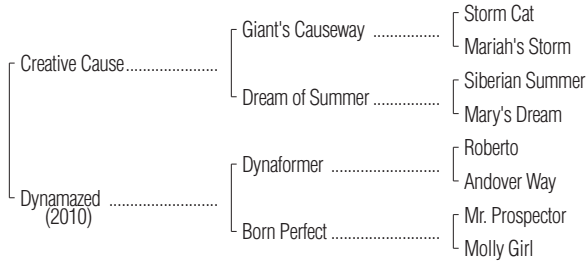 Storm Cat
Giant's Causeway ................
Mariah's Storm
Creative Cause.....................
Siberian Summer
Dream of Summer ................
Mary's Dream
Roberto
Dynaformer ..........................
Andover Way
Dynamazed ........................
(2010)
Mr. Prospector
Born Perfect ..........................
Molly Girl